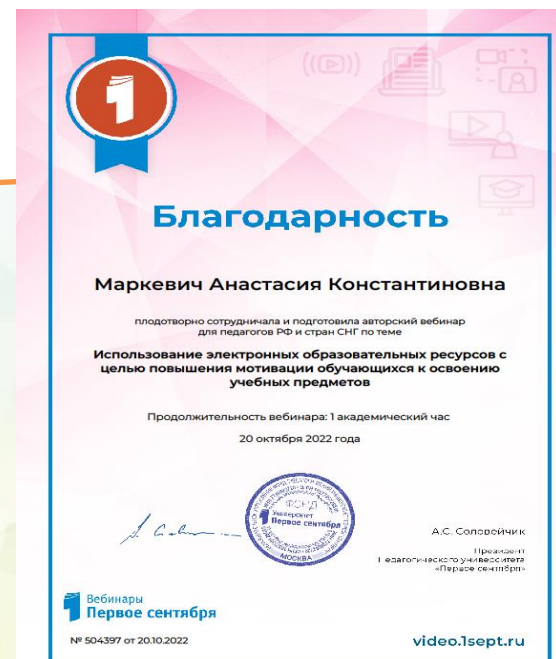 1
Благодарность
Маркевич Анастасия Константиновна
плодотворно сотрудничала и подготовила авторский вебинар
для педагогов РФ и стран СНГ по теме
Использование электронных образовательных ресурсов с
целью повышения мотивации обучающихся к освоению
учебных предметов
Продолжительность вебинара: 1 академический час
20 октября 2022 года
ФОНД
Университет
Первое сентября
МОСКВА
А.С. Соловейчик
Президент
Педагогического университета
«Первое сентября»
Вебинары
Первое сентября
№ 504397 от 20.10.2022
video.1sept.ru